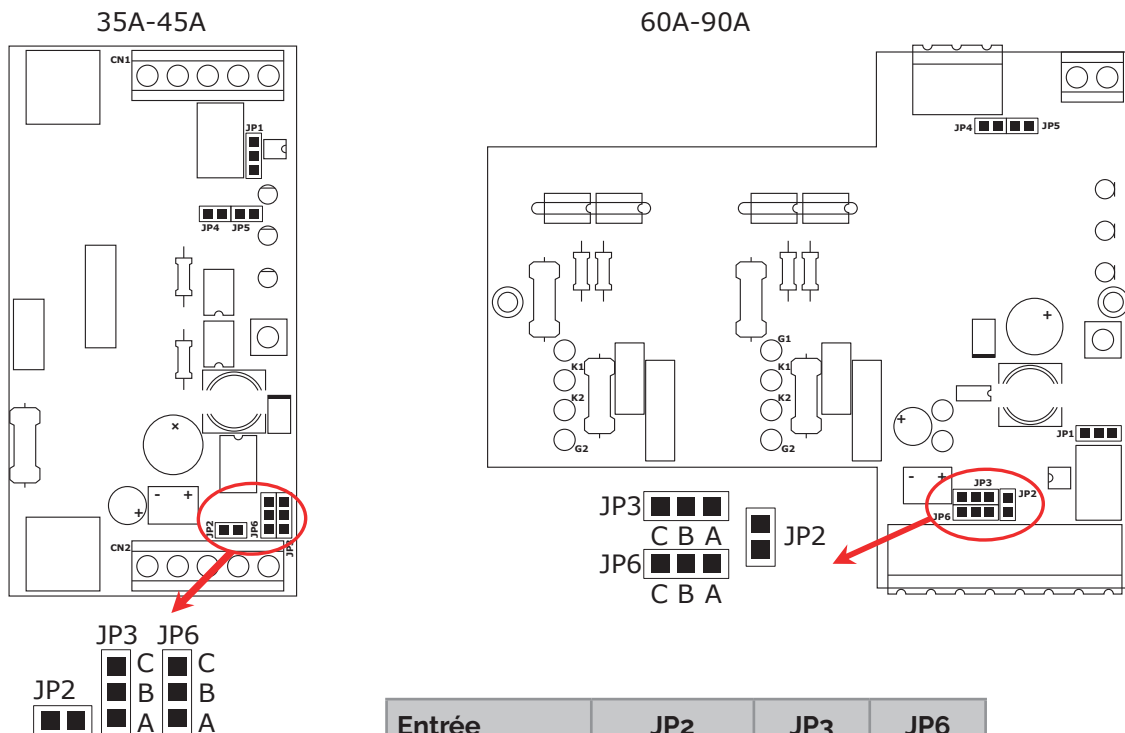 35A-45A
60A-90A
CN1
JP1
JP4 JP5
JP4
JP5
G1
K1
K1
K2
K2
G2
G2
+
+
×
- +
+
- +
JP1
JP2
JP6
CN2
JP3
JP2
JP6
JP3
C B A
JP2
JP6
C B A
JP3 JP6
C C
B B
A A
JP2
Entrée JP2 JP3 JP6